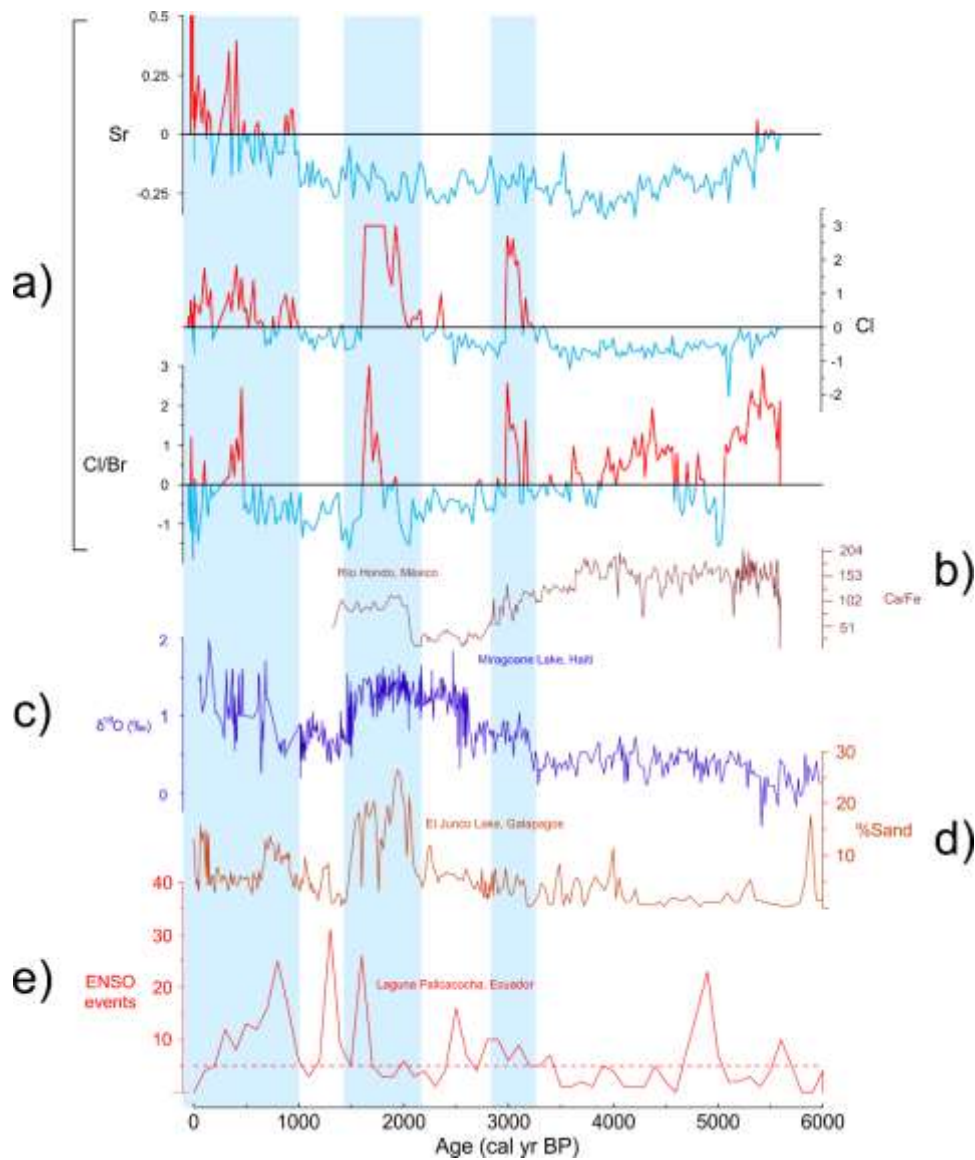 0.5
0.25
Sr
0
-0.25
a)
3
2
1
0
Cl
-1
-2
3
2
1
Cl/Br
0
-1
b)
204
153
102
51
Ca/Fe
Río Hondo, México
c)
2
1
0
δ¹⁸O (‰)
Miragoane Lake, Haiti
d)
30
20
10
%Sand
El Junco Lake, Galapagos
e)
40
30
20
10
ENSO
events
Laguna Pallcacocha, Ecuador
0 1000 2000 3000 4000 5000 6000
Age (cal yr BP)